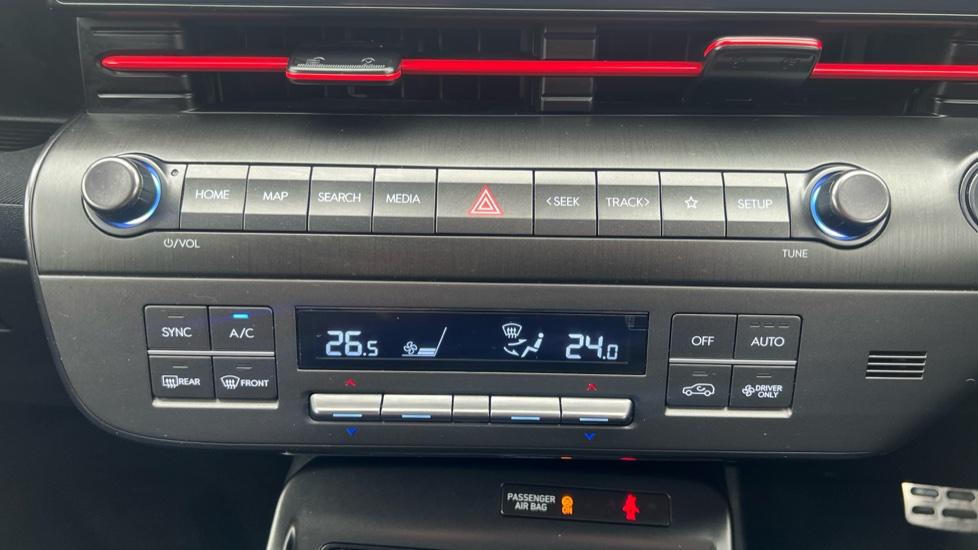 HOME MAP SEARCH MEDIA <SEEK TRACK> SETUP
/VOL
TUNE
SYNC A/C 26.5 24.0 OFF AUTO
REAR FRONT DRIVER ONLY
PASSENGER
AIR BAG ON